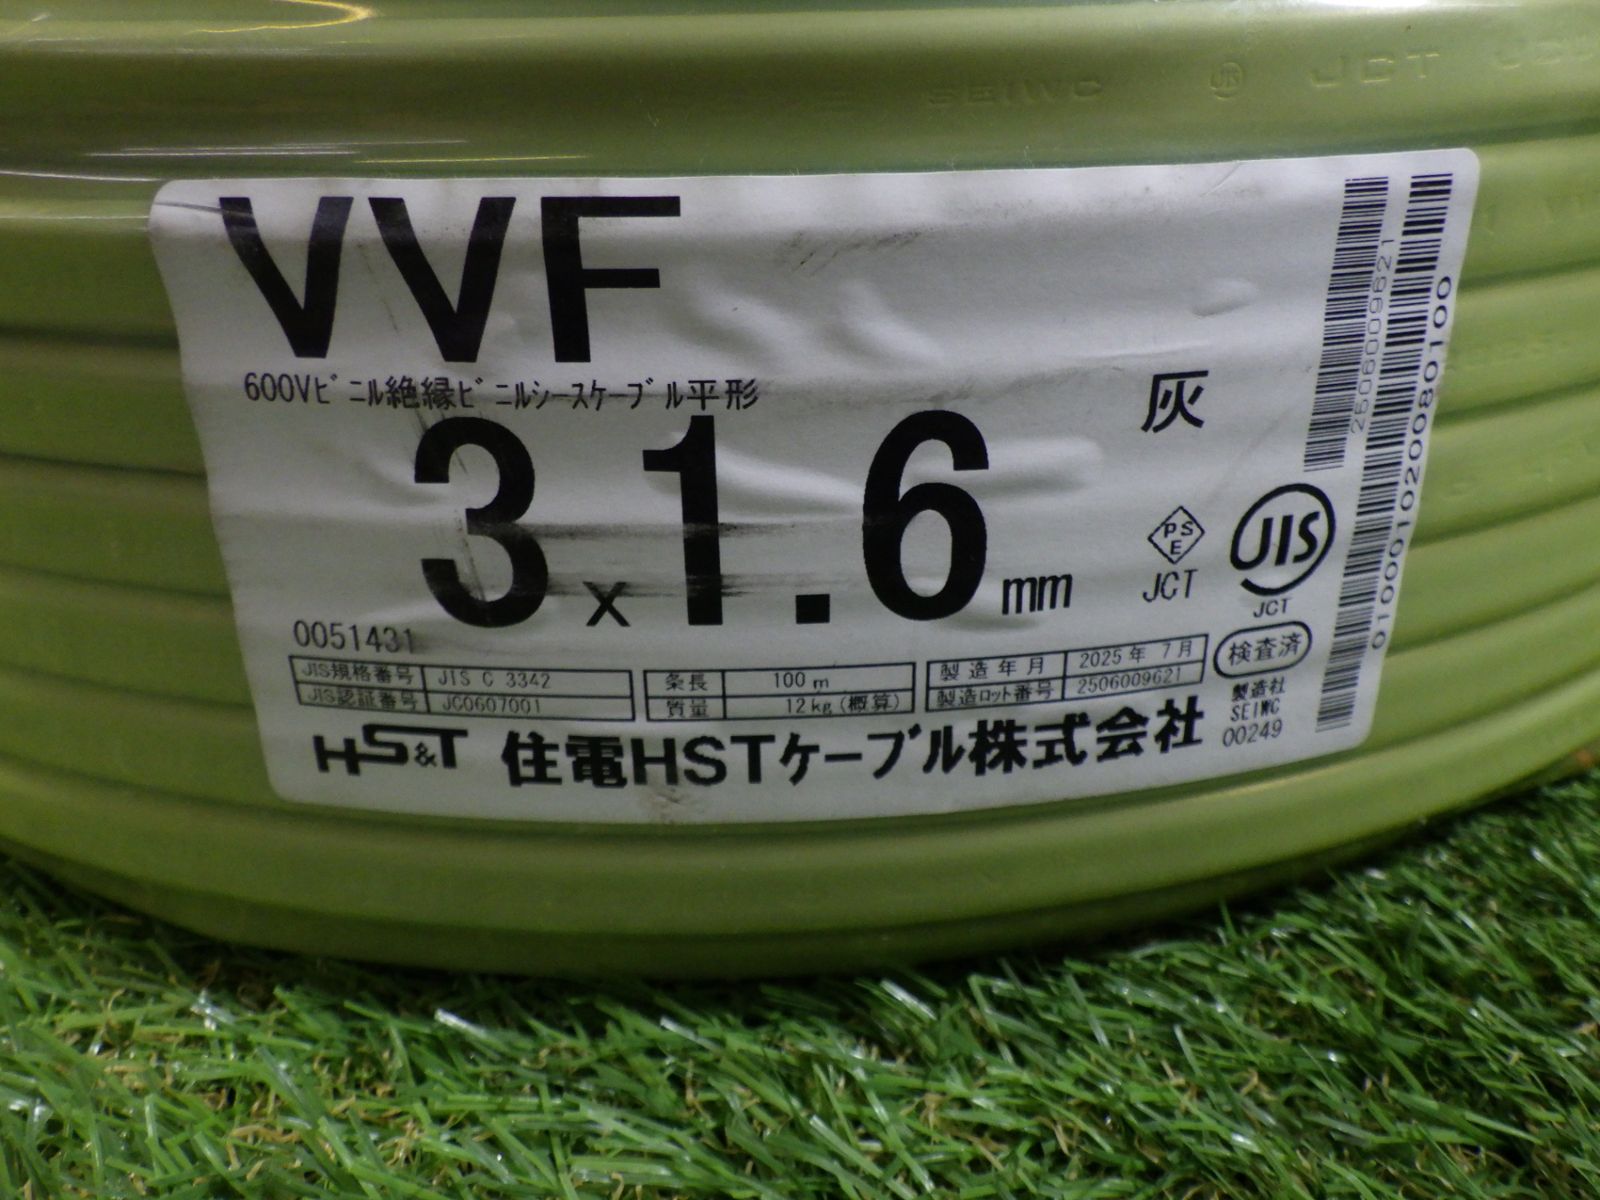 SEIWC JIS JCT
VVF
600Vビニル絶縁ビニルシースケーブル平形
灰
3x1.6mm
PSE
JCT
JIS
JCT
0051431
JIS規格番号 JIS C 3342
JIS認証番号 JC0607001
条長 100m
質量 12kg(概算)
製造年月 2025年 7月
製造ロット番号 2506009621
検査済
製造社
SEIWC
00249
HS&T 住電HSTケーブル株式会社
2506009621
0100001020080100